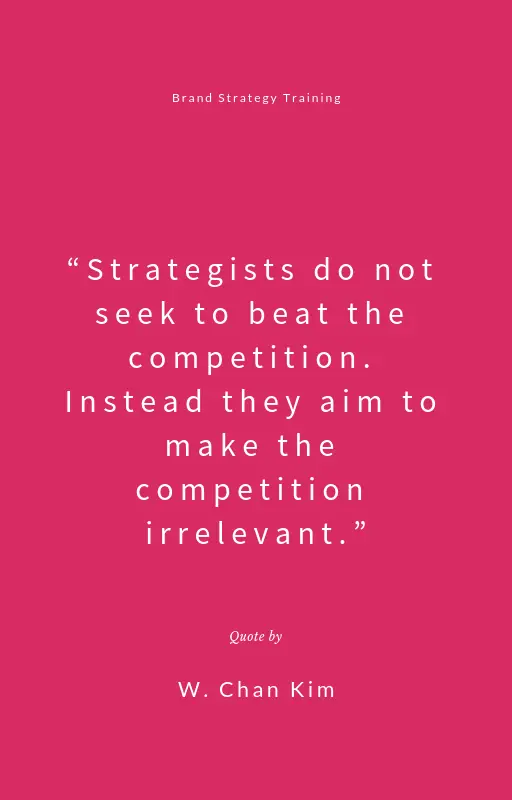 Brand Strategy Training
“Strategists do not
seek to beat the
competition.
Instead they aim to
make the
competition
irrelevant.”
Quote by
W. Chan Kim